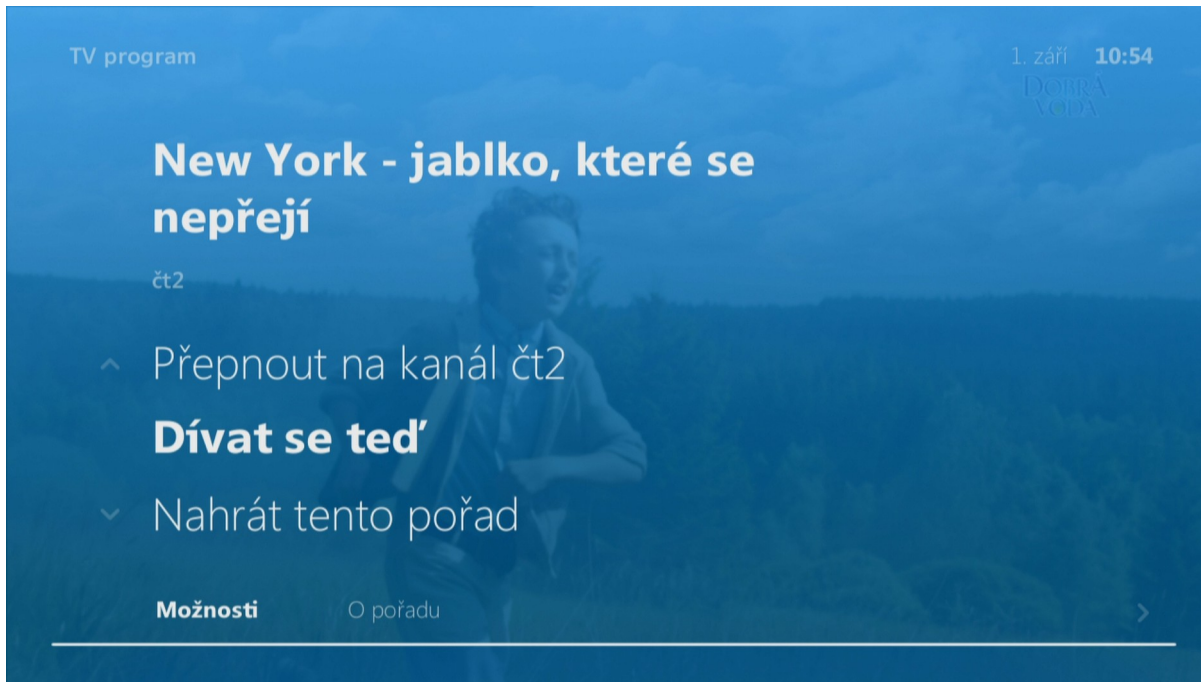 TV program
1. září 10:54
DOBRÁ
VODA
New York - jablko, které se
nepřejí
čt2
Přepnout na kanál čt2
Dívat se teď
Nahrát tento pořad
Možnosti O pořadu